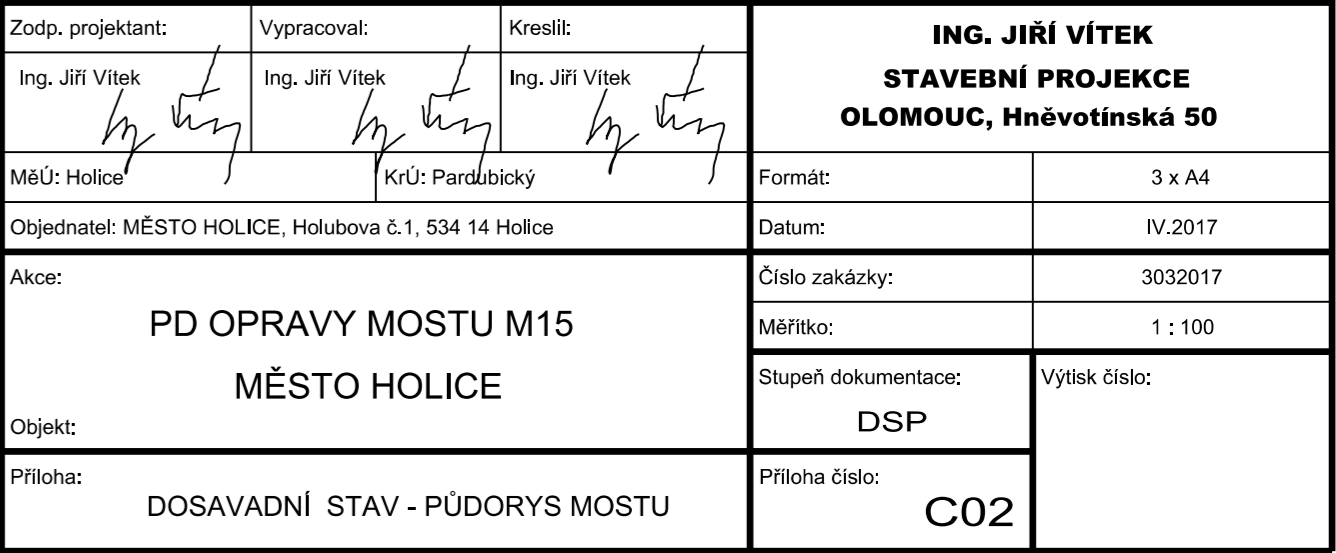 Zodp. projektant:
Vypracoval:
Kreslil:
Ing. Jiří Vítek
Ing. Jiří Vítek
Ing. Jiří Vítek
ING. JIŘÍ VÍTEK
STAVEBNÍ PROJEKCE
OLOMOUC, Hněvotínská 50
MěÚ: Holice
KrÚ: Pardubický
Formát:
3 x A4
Objednatel: MĚSTO HOLICE, Holubova č.1, 534 14 Holice
Datum:
IV.2017
Akce:
PD OPRAVY MOSTU M15
MĚSTO HOLICE
Objekt:
Číslo zakázky:
3032017
Měřítko:
1 : 100
Stupeň dokumentace:
DSP
Výtisk číslo:
Příloha:
DOSAVADNÍ STAV - PŮDORYS MOSTU
Příloha číslo:
C02